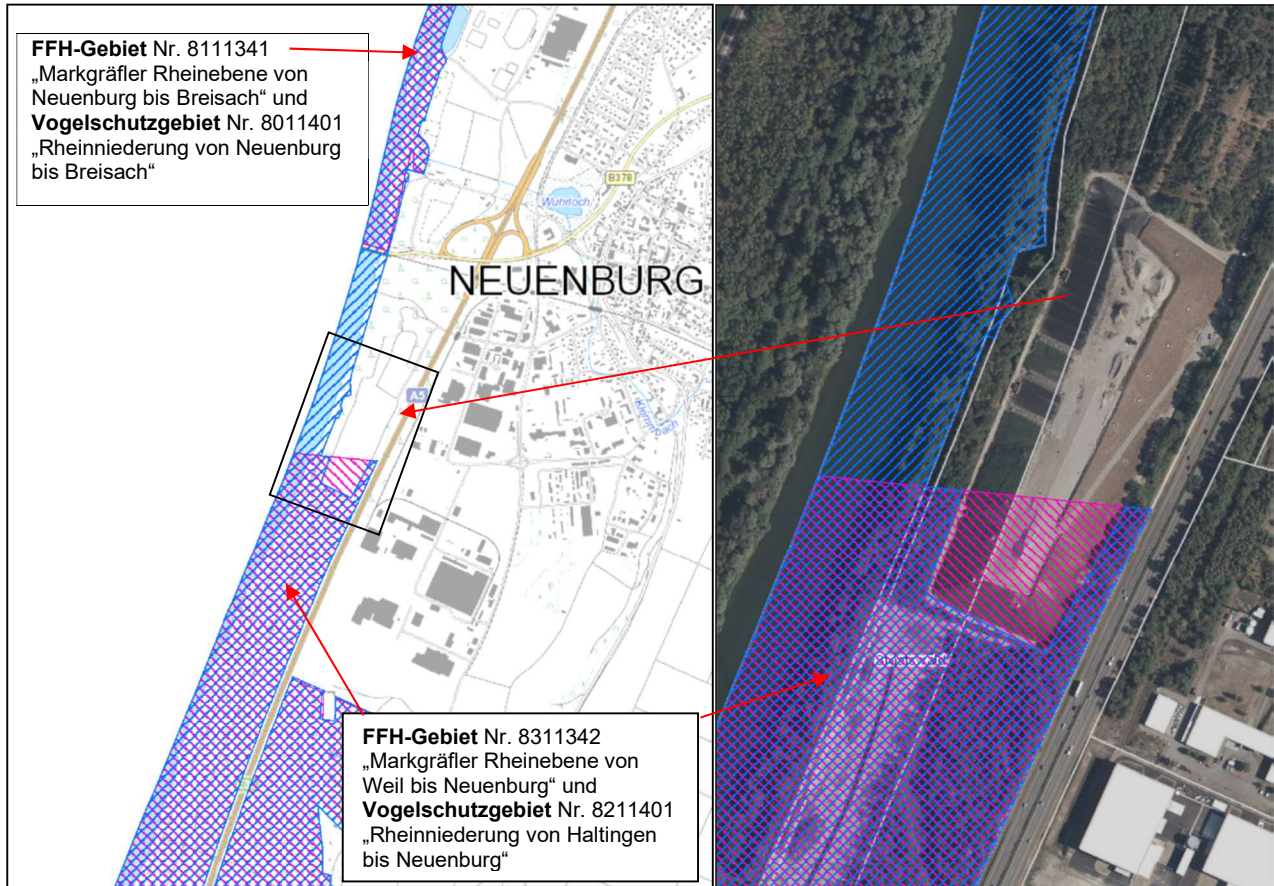 FFH-Gebiet Nr. 8111341
„Markgräfler Rheinebene von
Neuenburg bis Breisach“ und
Vogelschutzgebiet Nr. 8011401
„Rheinniederung von Neuenburg
bis Breisach“
B378
Wuhrloch
NEUENBURG
A5
Klemmbach
FFH-Gebiet Nr. 8311342
„Markgräfler Rheinebene von
Weil bis Neuenburg“ und
Vogelschutzgebiet Nr. 8211401
„Rheinniederung von Haltingen
bis Neuenburg“